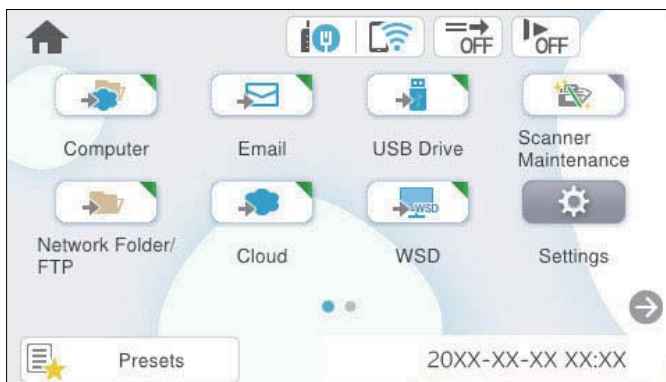 OFF
OFF
Computer
Email
USB Drive
Scanner
Maintenance
WSD
Network Folder/
FTP
Cloud
WSD
Settings
Presets
20XX-XX-XX XX:XX